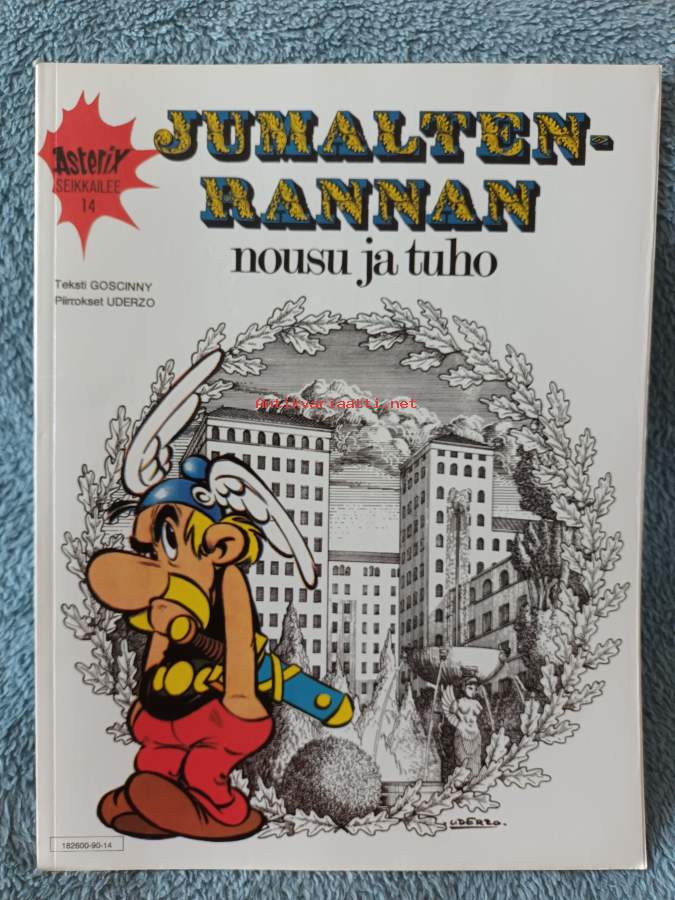 Asterix
SEIKKAILEE
14
JUMALTEN-
RANNAN
nousu ja tuho
Teksti GOSCINNY
Piirrokset UDERZO
Antikvariaatti.net
UDERZO.
182600-90-14